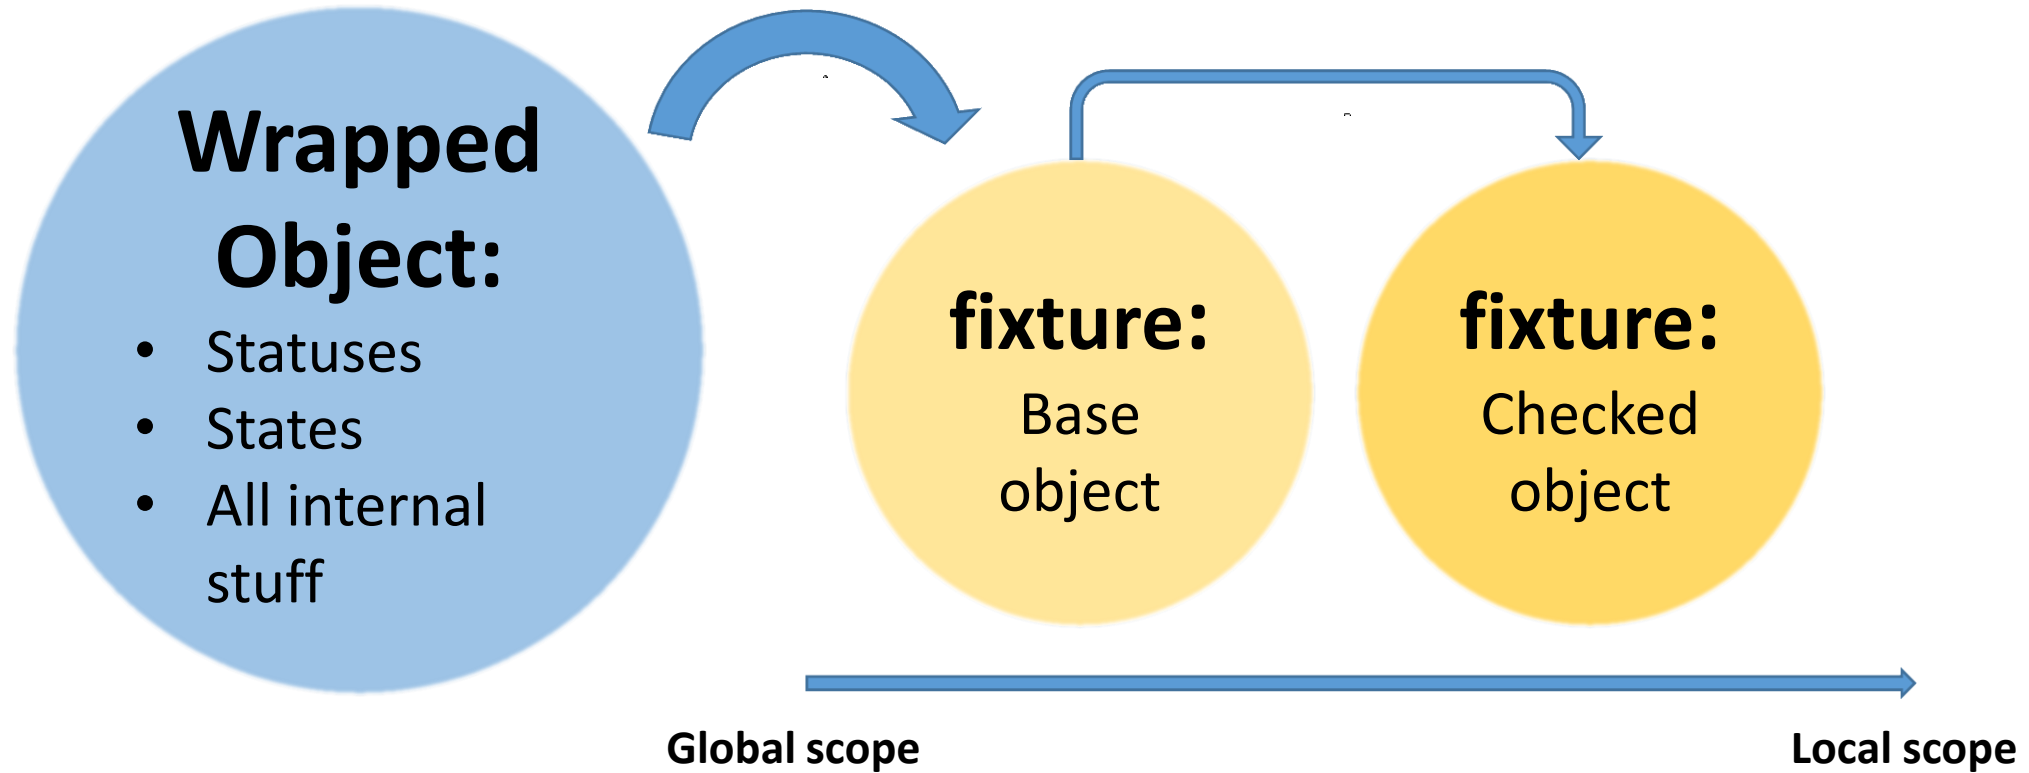 Wrapped
Object:
• Statuses
• States
• All internal
stuff
fixture:
Base
object
fixture:
Checked
object
Global scope
Local scope